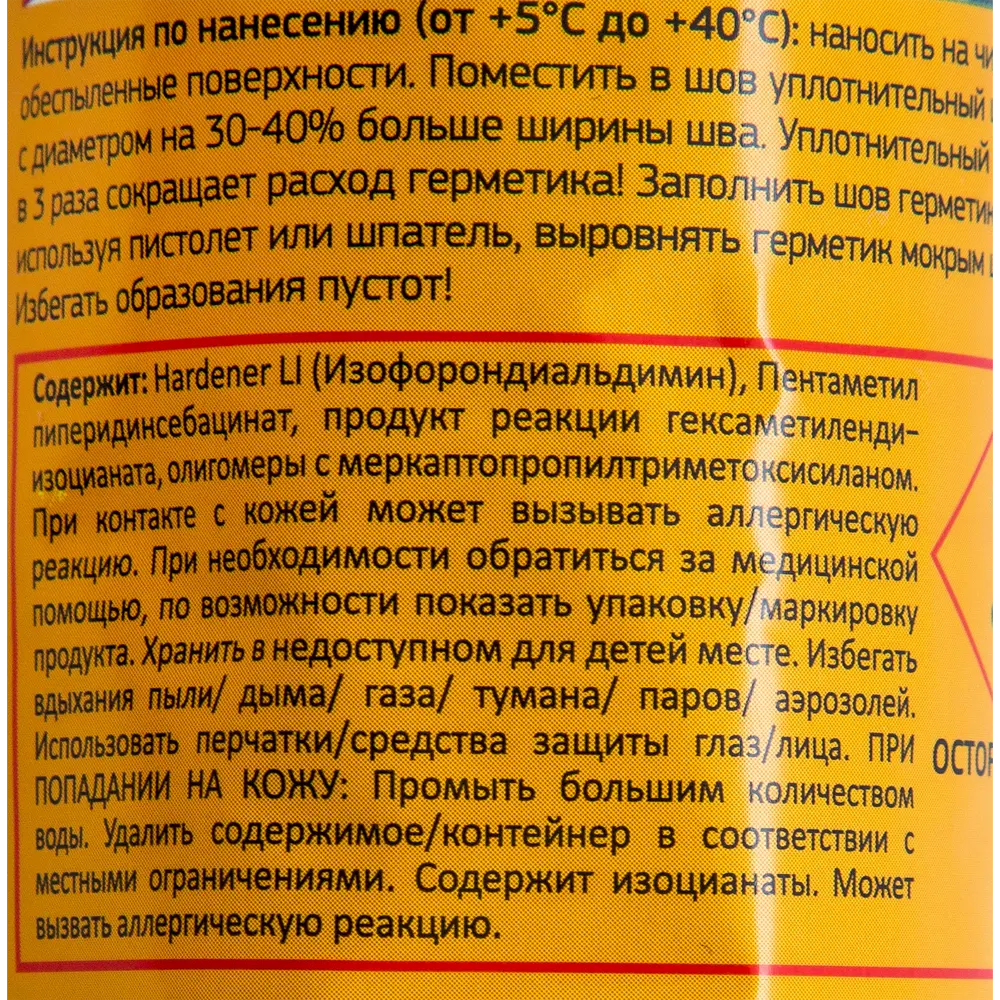 Инструкция по нанесению (от +5°C до +40°C): наносить на чи
обеспыленные поверхности. Поместить в шов уплотнительный
с диаметром на 30-40% больше ширины шва. Уплотнительный
в 3 раза сокращает расход герметика! Заполнить шов герметик
используя пистолет или шпатель, выровнять герметик мокрым
Избегать образования пустот!
Содержит: Hardener LI (Изофорондиальдимин), Пентаметил
пиперидинсебацинат, продукт реакции гексаметиленди-
изоцианата, олигомеры с меркаптопропилтриметоксисиланом.
При контакте с кожей может вызывать аллергическую
реакцию. При необходимости обратиться за медицинской
помощью, по возможности показать упаковку/маркировку
продукта. Хранить в недоступном для детей месте. Избегать
вдыхания пыли/ дыма/ газа/ тумана/ паров/ аэрозолей.
Использовать перчатки/средства защиты глаз/лица. ПРИ
ПОПАДАНИИ НА КОЖУ: Промыть большим количеством
воды. Удалить содержимое/контейнер в соответствии с
местными ограничениями. Содержит изоцианаты. Может
вызвать аллергическую реакцию.
ОСТОР